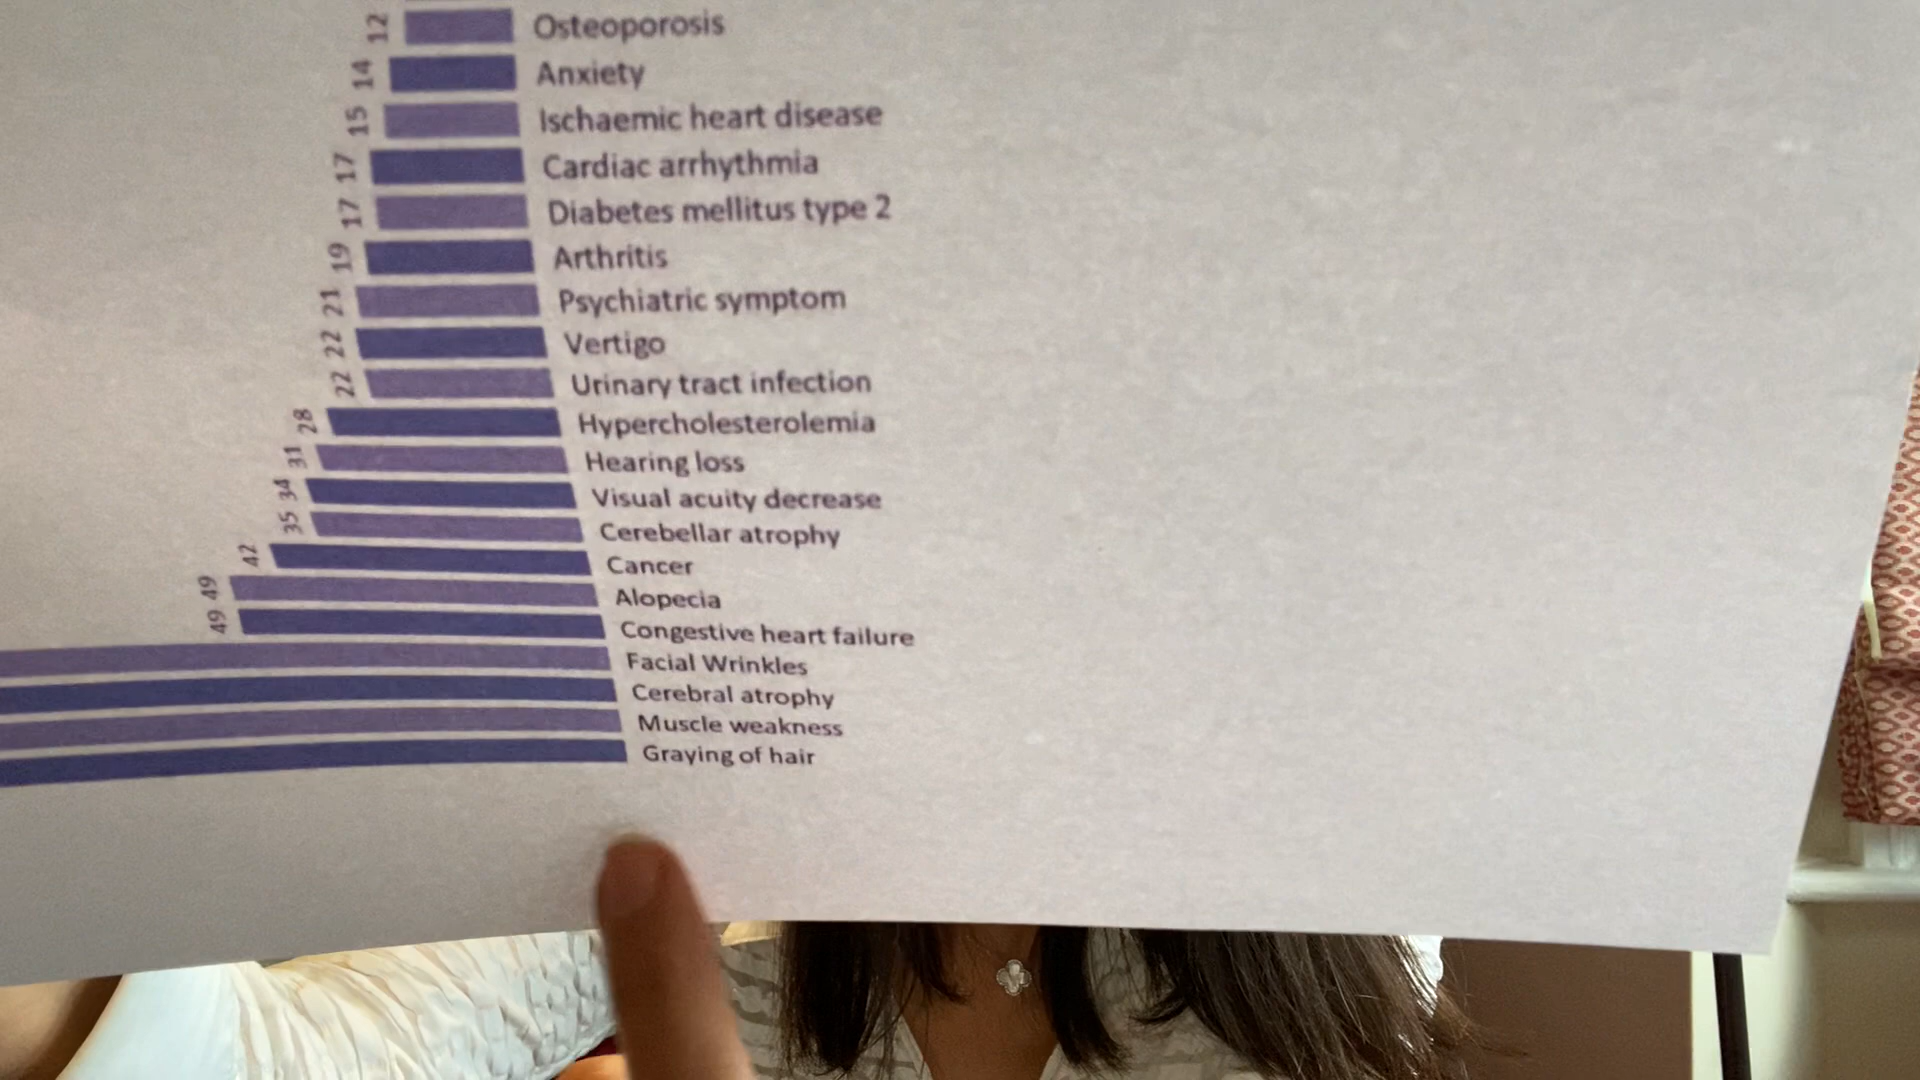 12 Osteoporosis
14 Anxiety
15 Ischaemic heart disease
17 Cardiac arrhythmia
17 Diabetes mellitus type 2
19 Arthritis
21 Psychiatric symptom
22 Vertigo
22 Urinary tract infection
28 Hypercholesterolemia
31 Hearing loss
34 Visual acuity decrease
35 Cerebellar atrophy
42 Cancer
49 Alopecia
49 Congestive heart failure
Facial Wrinkles
Cerebral atrophy
Muscle weakness
Graying of hair